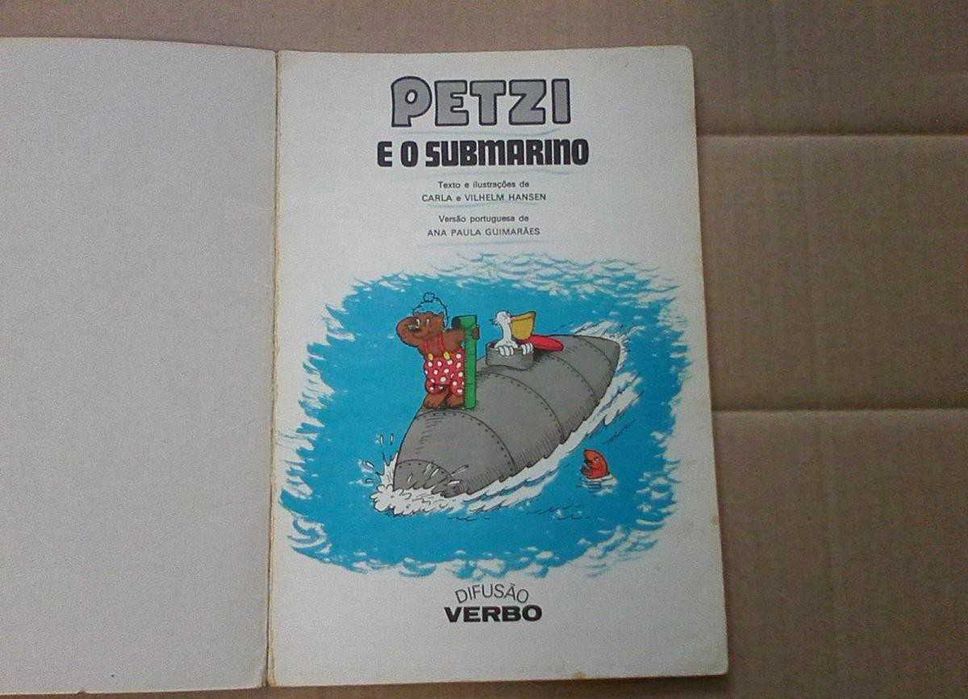 PETZI
E O SUBMARINO
Texto e ilustrações de
CARLA e VILHELM HANSEN
Versão portuguesa de
ANA PAULA GUIMARÃES
DIFUSÃO
VERBO